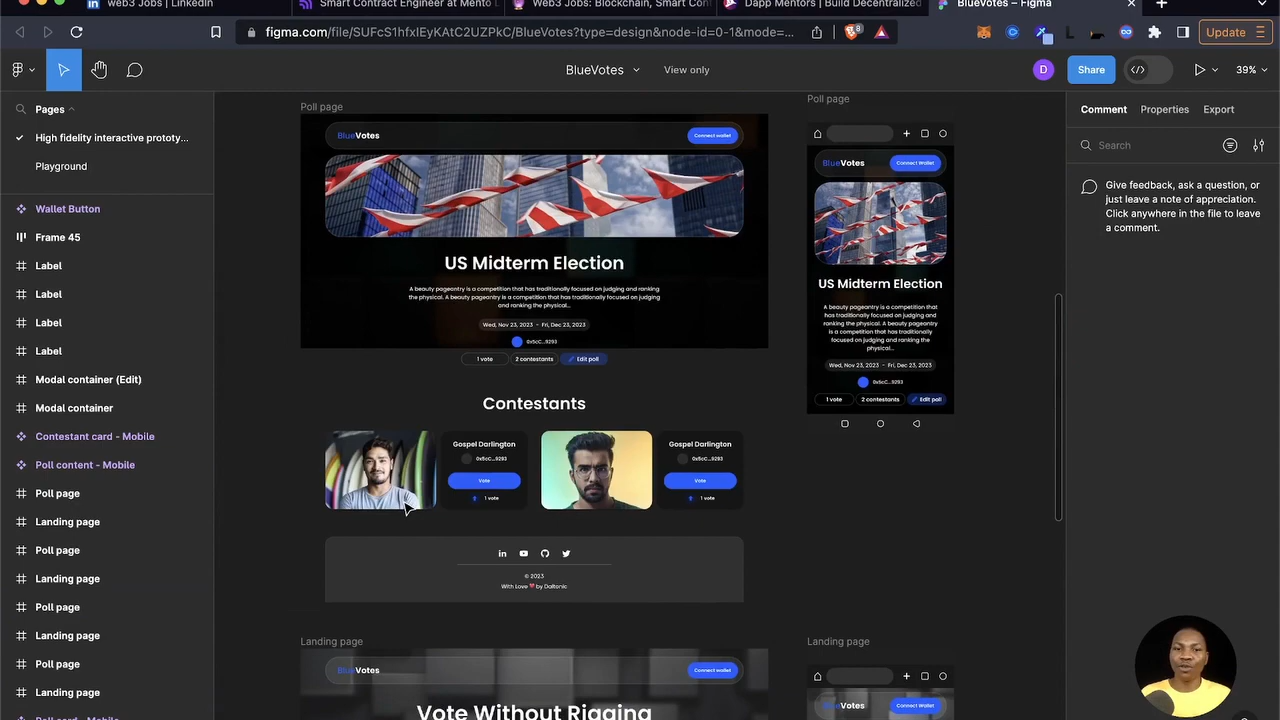 web3 Jobs | LinkedIn
Smart Contract Engineer at Mento L
Web3 Jobs: Blockchain, Smart Cont
Dapp Mentors | Build Decentralized
BlueVotes – Figma
figma.com/file/SUFcS1hfxIEyKAtC2UZPkC/BlueVotes?type=design&node-id=0-1&mode=...
8
Update
BlueVotes
View only
D
Share
39%
Pages
High fidelity interactive prototy...
Playground
Wallet Button
Frame 45
Label
Label
Label
Label
Modal container (Edit)
Modal container
Contestant card - Mobile
Poll content - Mobile
Poll page
Landing page
Poll page
Landing page
Poll page
Landing page
Poll page
Landing page
Poll card - Mobile
Poll page
BlueVotes
Connect wallet
US Midterm Election
A beauty pageantry is a competition that has traditionally focused on judging and ranking
the physical. A beauty pageantry is a competition that has traditionally focused on judging
and ranking the physical...
Wed, Nov 23, 2023 - Fri, Dec 23, 2023
0x5cC...9293
1 vote
2 contestants
Edit poll
Contestants
Gospel Darlington
0x5cC...9293
Vote
1 vote
Gospel Darlington
0x5cC...9293
Vote
1 vote
© 2023
With Love ❤️ by Daltonic
Landing page
BlueVotes
Connect wallet
Vote Without Rigging
Poll page
BlueVotes
Connect Wallet
US Midterm Election
A beauty pageantry is a competition that
has traditionally focused on judging and
ranking the physical. A beauty pageantry
is a competition that has traditionally
focused on judging and ranking the
physical...
Wed, Nov 23, 2023 - Fri, Dec 23, 2023
0x5cC...9293
1 vote
2 contestants
Edit poll
Landing page
BlueVotes
Connect Wallet
Comment
Properties
Export
Search
Give feedback, ask a question, or
just leave a note of appreciation.
Click anywhere in the file to leave
a comment.